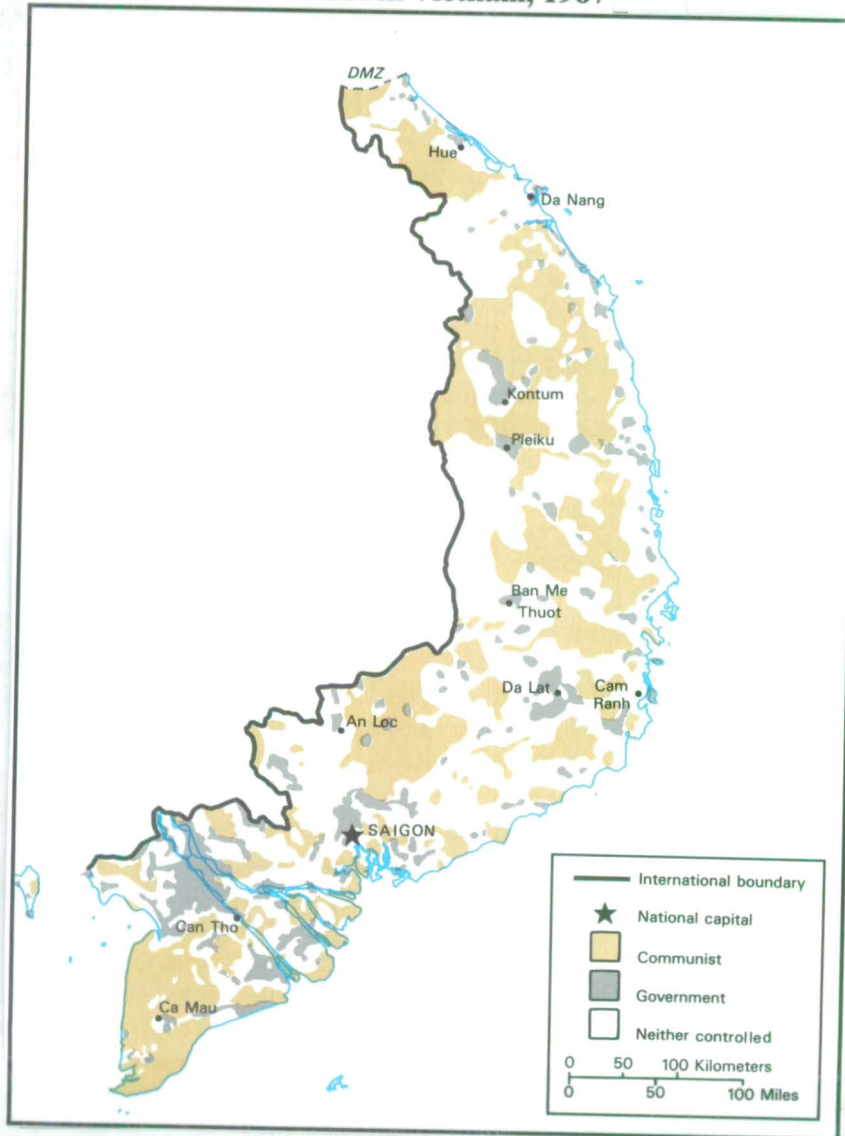 DMZ
Hue
Da Nang
Kontum
Pleiku
Ban Me
Thuot
Da Lat
Cam
Ranh
An Loc
SAIGON
Can Tho
Ca Mau
International boundary
National capital
Communist
Government
Neither controlled
0 50 100 Kilometers
0 50 100 Miles